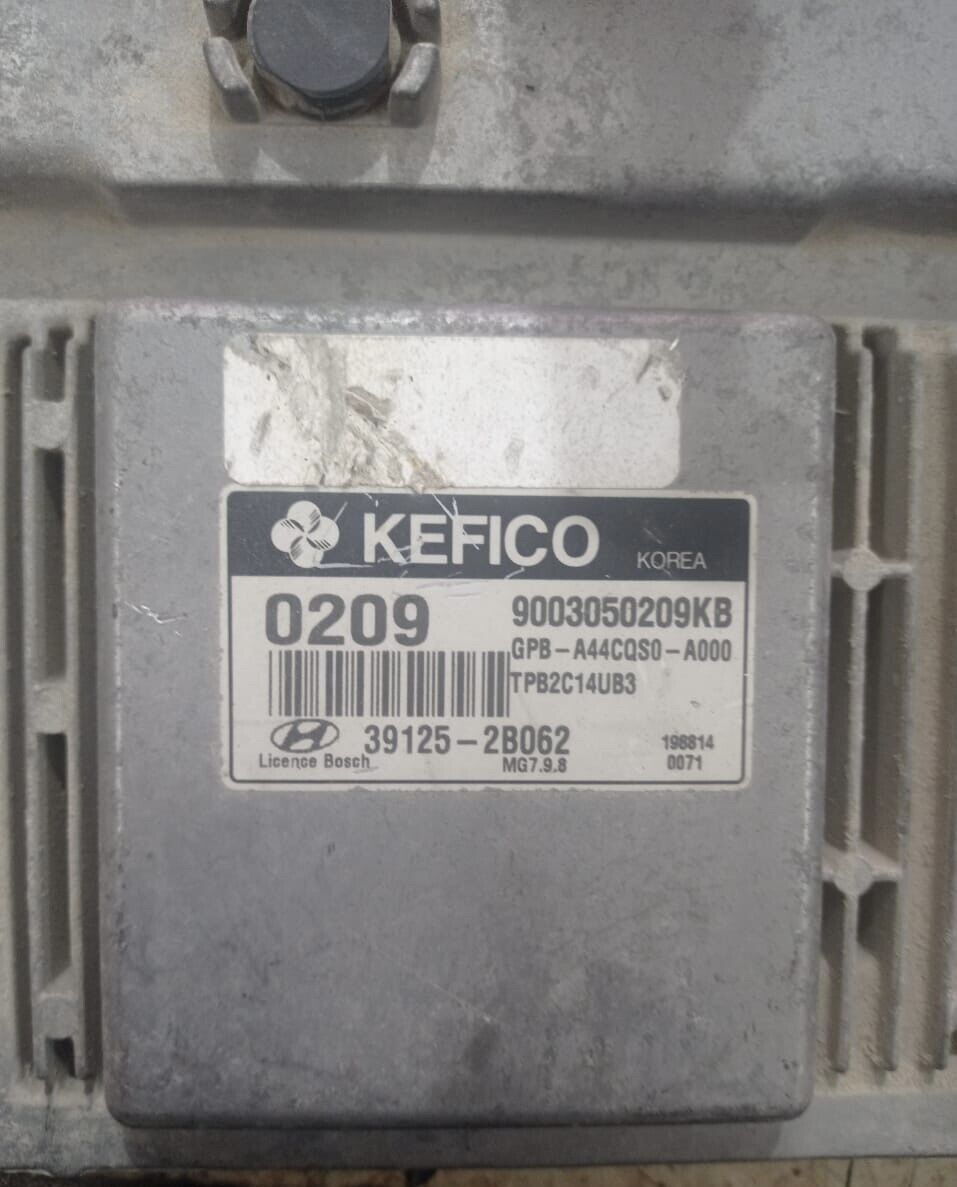 KEFICO KOREA
0209 9003050209KB
GPB-A44CQS0-A000
TPB2C14UB3
39125-2B062 198814
Licence Bosch MG7.9.8 0071